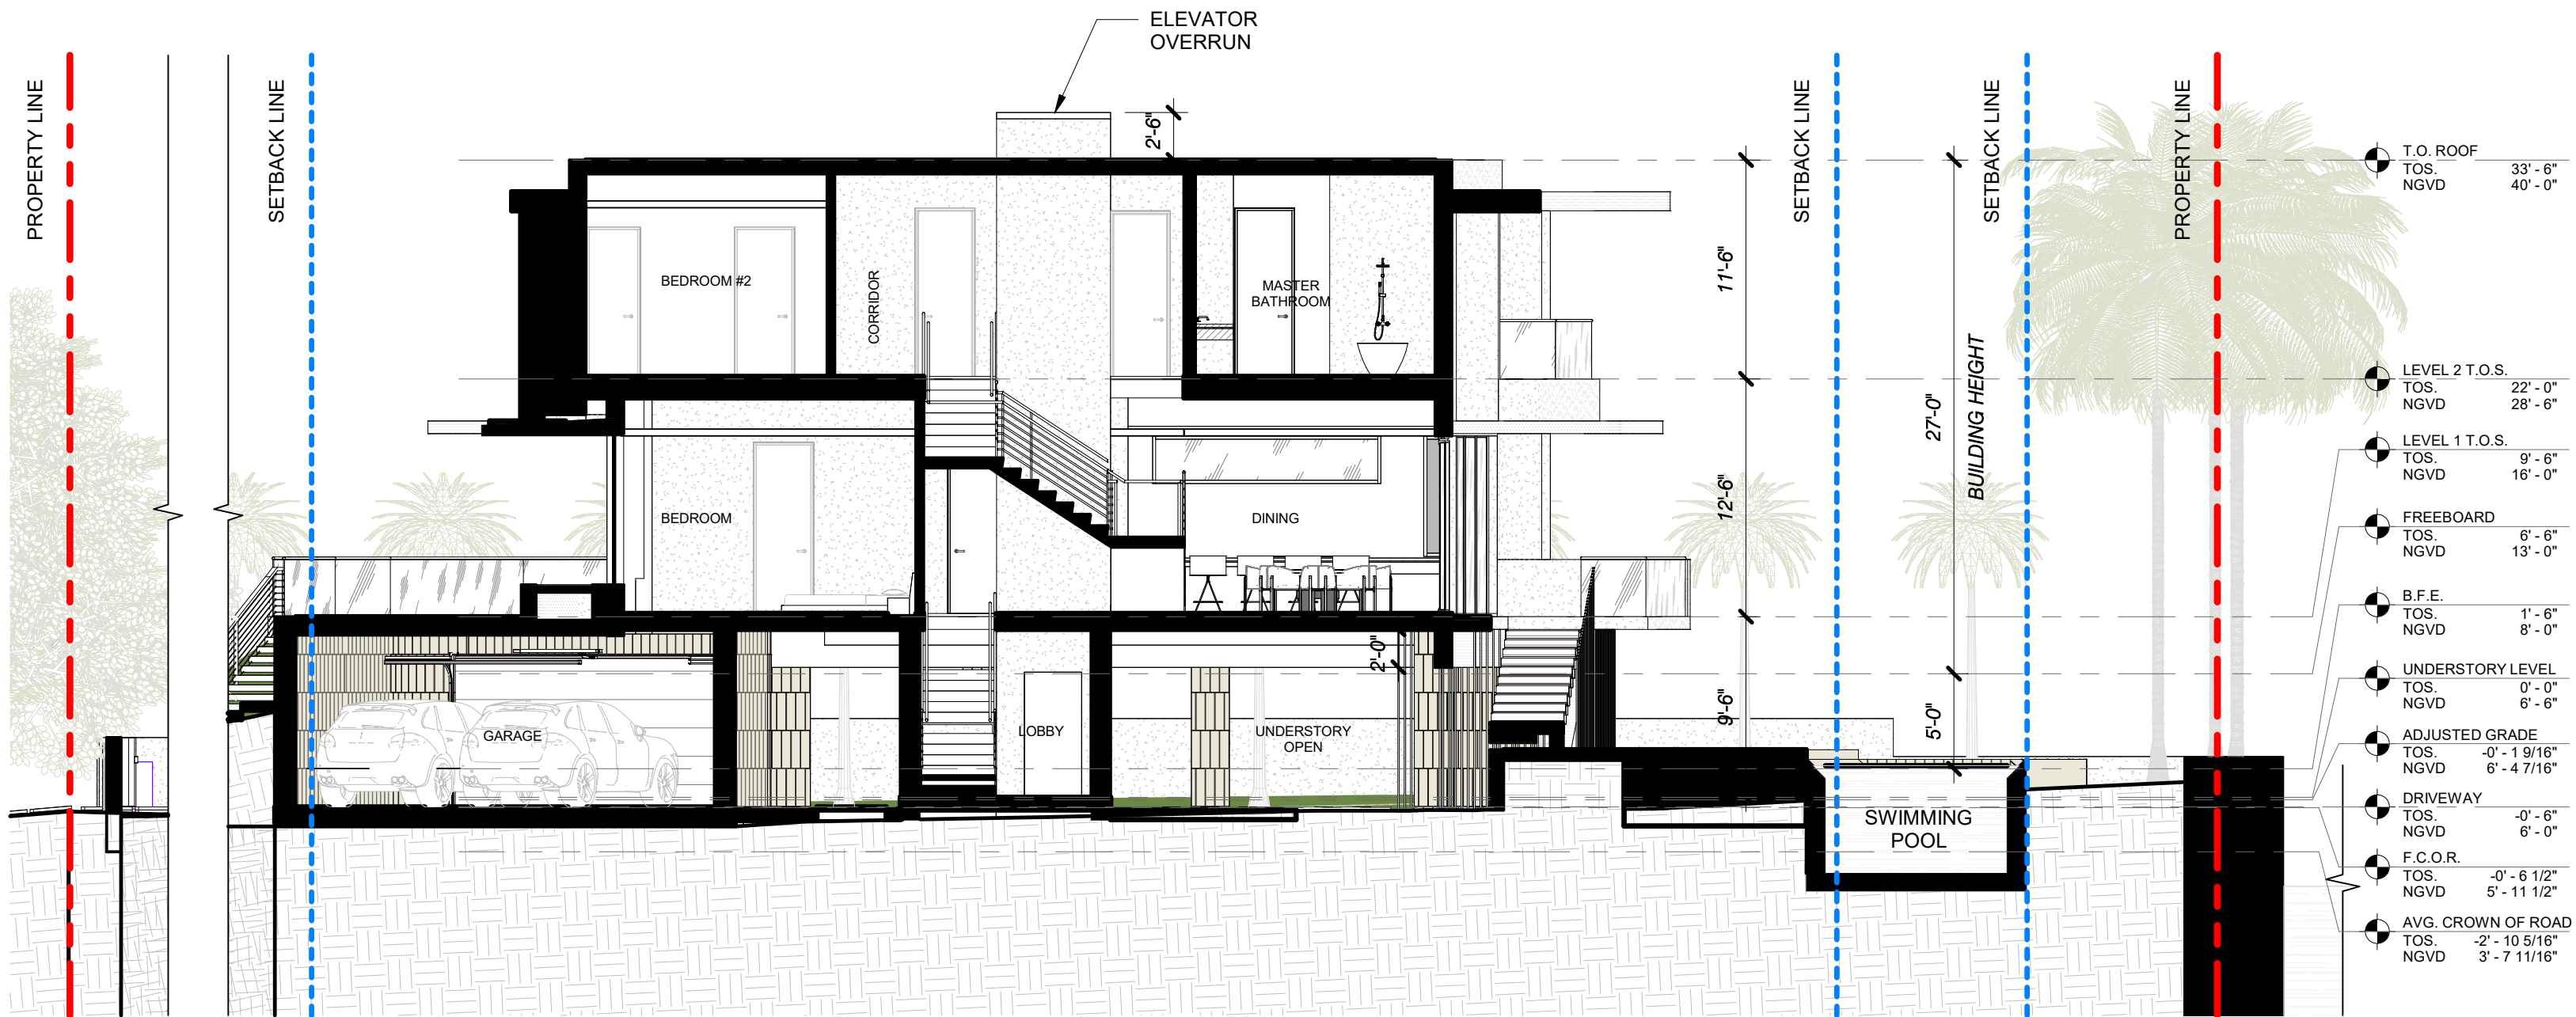 ELEVATOR
OVERRUN
PROPERTY LINE
SETBACK LINE
SETBACK LINE
SETBACK LINE
PROPERTY LINE
2'-6"
11'-6"
12'-6"
9'-6"
2'-0"
27'-0"
BUILDING HEIGHT
5'-0"
BEDROOM #2
CORRIDOR
MASTER
BATHROOM
BEDROOM
DINING
GARAGE
LOBBY
UNDERSTORY
OPEN
SWIMMING
POOL
T.O. ROOF
TOS. 33' - 6"
NGVD 40' - 0"
LEVEL 2 T.O.S.
TOS. 22' - 0"
NGVD 28' - 6"
LEVEL 1 T.O.S.
TOS. 9' - 6"
NGVD 16' - 0"
FREEBOARD
TOS. 6' - 6"
NGVD 13' - 0"
B.F.E.
TOS. 1' - 6"
NGVD 8' - 0"
UNDERSTORY LEVEL
TOS. 0' - 0"
NGVD 6' - 6"
ADJUSTED GRADE
TOS. -0' - 1 9/16"
NGVD 6' - 4 7/16"
DRIVEWAY
TOS. -0' - 6"
NGVD 6' - 0"
F.C.O.R.
TOS. -0' - 6 1/2"
NGVD 5' - 11 1/2"
AVG. CROWN OF ROAD
TOS. -2' - 10 5/16"
NGVD 3' - 7 11/16"